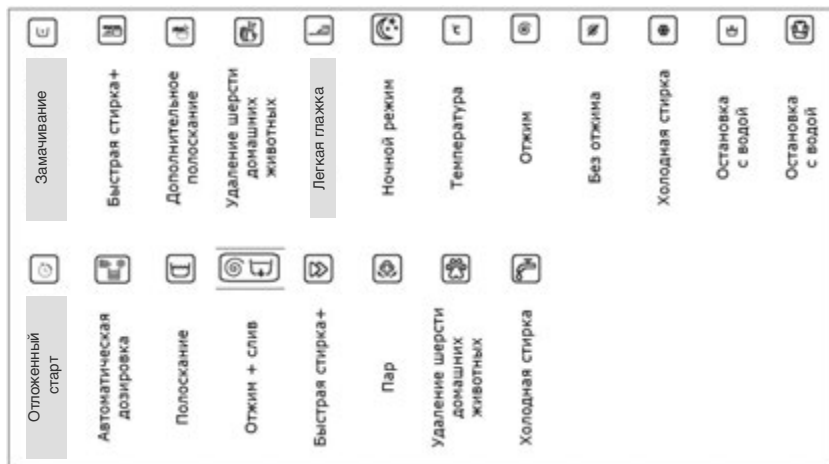 Замачивание
Быстрая стирка+
Дополнительное
полоскание
Удаление шерсти
домашних
животных
Легкая глажка
Ночной режим
Температура
Отжим
Без отжима
Холодная стирка
Остановка
с водой
Остановка
с водой
Отложенный
старт
Автоматическая
дозировка
Полоскание
Отжим + слив
Быстрая стирка+
Пар
Удаление шерсти
домашних
животных
Холодная стирка